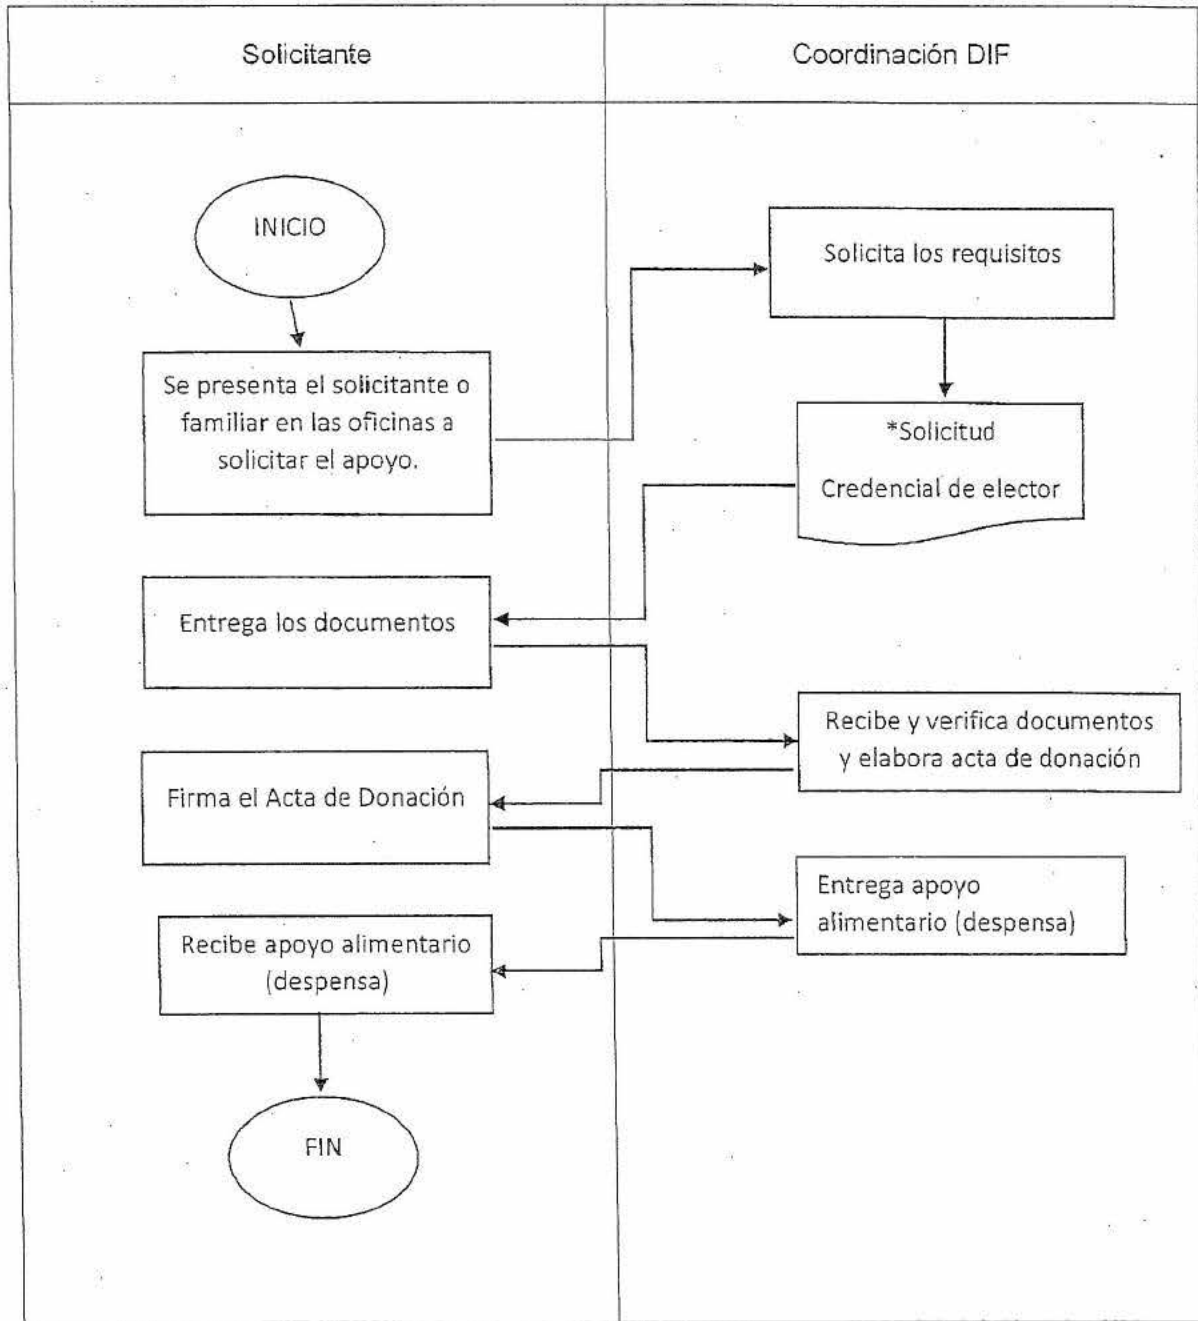 Solicitante
Coordinación DIF
INICIO
Se presenta el solicitante o
familiar en las oficinas a
solicitar el apoyo.
Solicita los requisitos
*Solicitud
Credencial de elector
Entrega los documentos
Recibe y verifica documentos
y elabora acta de donación
Firma el Acta de Donación
Entrega apoyo
alimentario (despensa)
Recibe apoyo alimentario
(despensa)
FIN